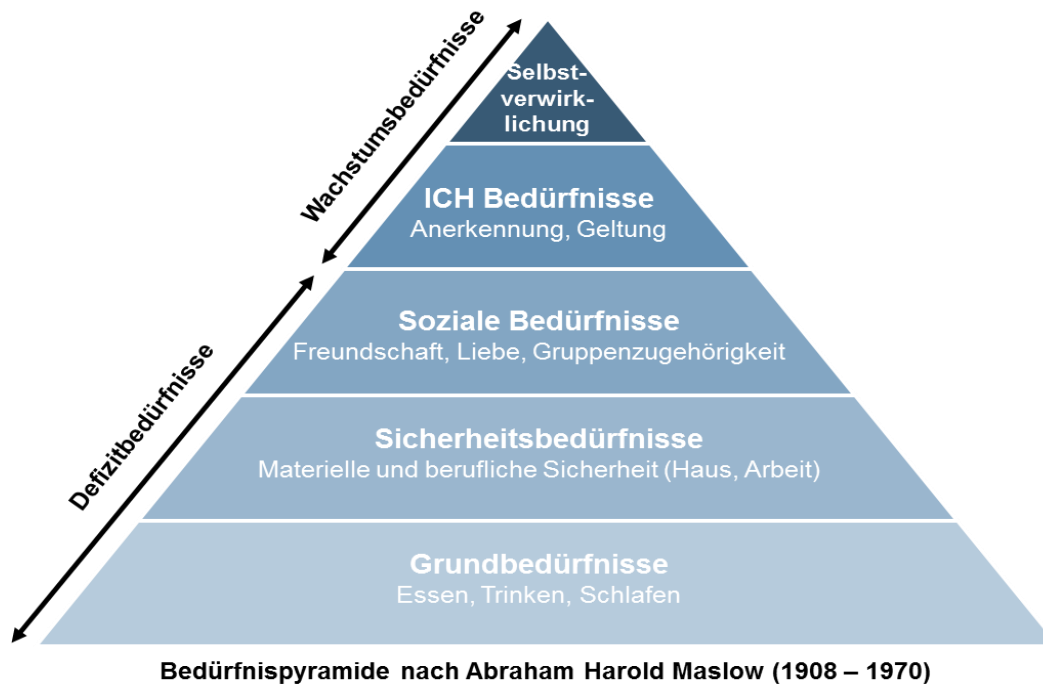 Wachstumsbedürfnisse
Defizitbedürfnisse
Selbst-
verwirk-
lichung
ICH Bedürfnisse
Anerkennung, Geltung
Soziale Bedürfnisse
Freundschaft, Liebe, Gruppenzugehörigkeit
Sicherheitsbedürfnisse
Materielle und berufliche Sicherheit (Haus, Arbeit)
Grundbedürfnisse
Essen, Trinken, Schlafen
Bedürfnispyramide nach Abraham Harold Maslow (1908 – 1970)